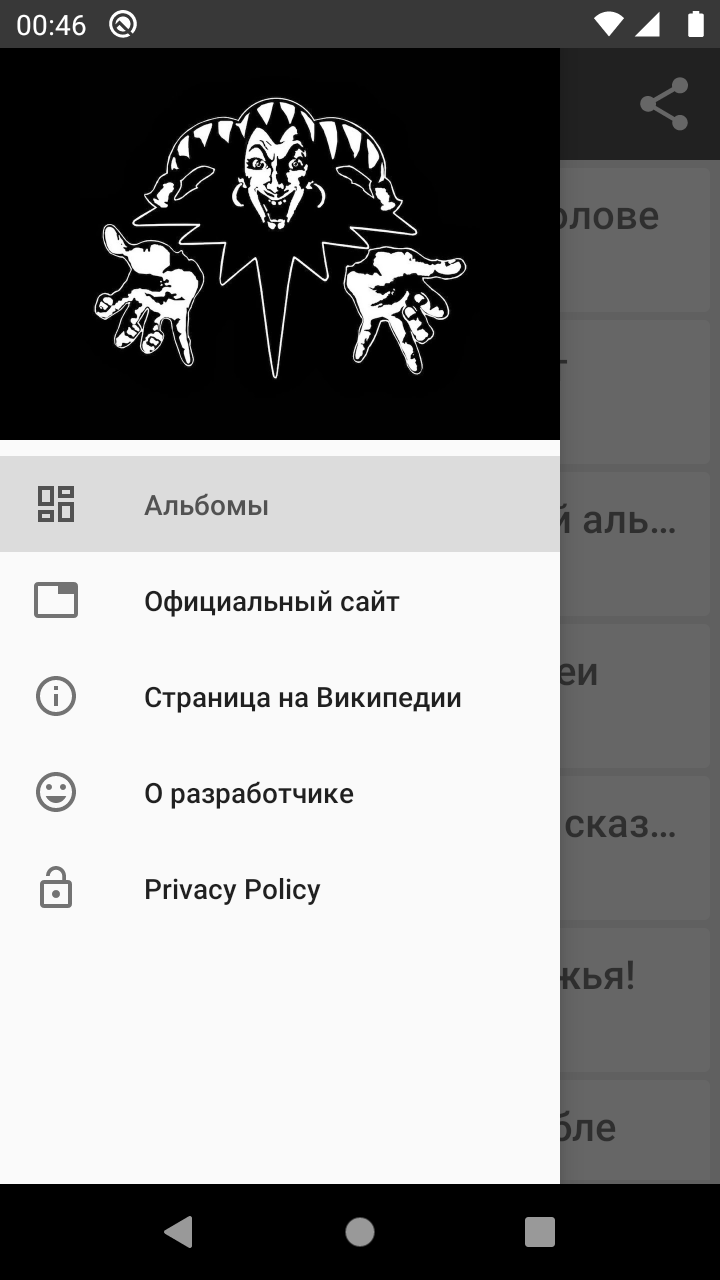 00:46
олове
Альбомы
й аль…
Официальный сайт
еи
Страница на Википедии
О разработчике
сказ…
Privacy Policy
жья!
бле